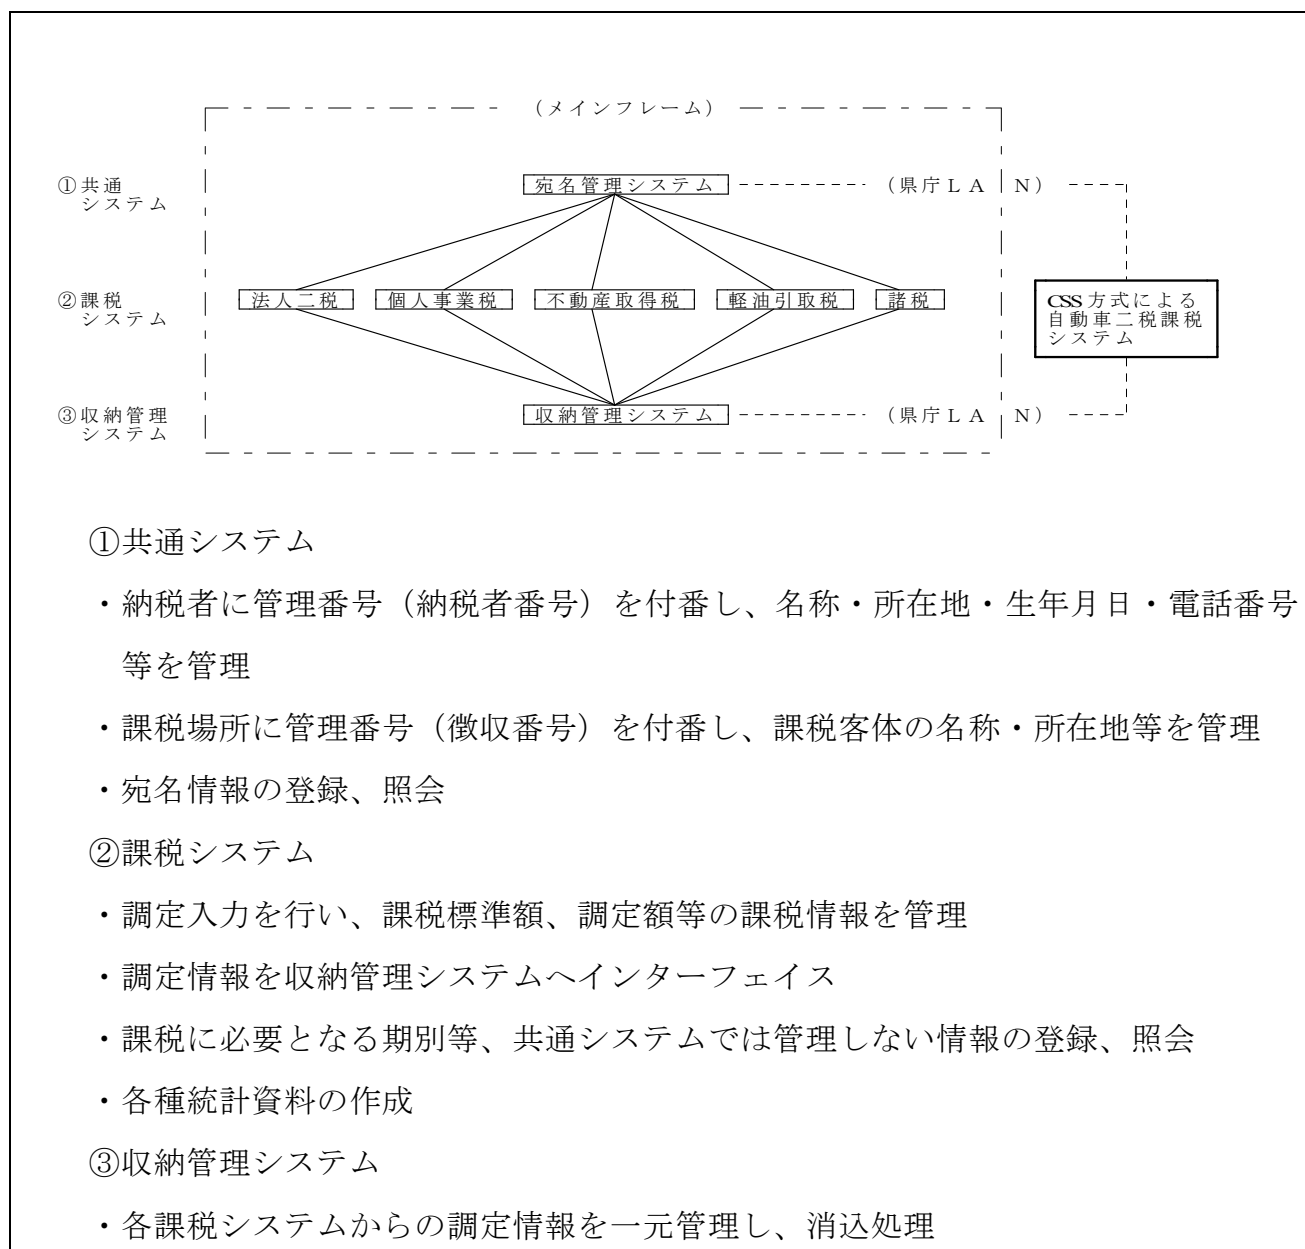 （メインフレーム）
①共通
システム
宛名管理システム
（県庁ＬＡＮ）
②課税
システム
法人二税
個人事業税
不動産取得税
軽油引取税
諸税
CSS方式による
自動車二税課税
システム
③収納管理
システム
収納管理システム
（県庁ＬＡＮ）
①共通システム
・納税者に管理番号（納税者番号）を付番し、名称・所在地・生年月日・電話番号
等を管理
・課税場所に管理番号（徴収番号）を付番し、課税客体の名称・所在地等を管理
・宛名情報の登録、照会
②課税システム
・調定入力を行い、課税標準額、調定額等の課税情報を管理
・調定情報を収納管理システムへインターフェイス
・課税に必要となる期別等、共通システムでは管理しない情報の登録、照会
・各種統計資料の作成
③収納管理システム
・各課税システムからの調定情報を一元管理し、消込処理